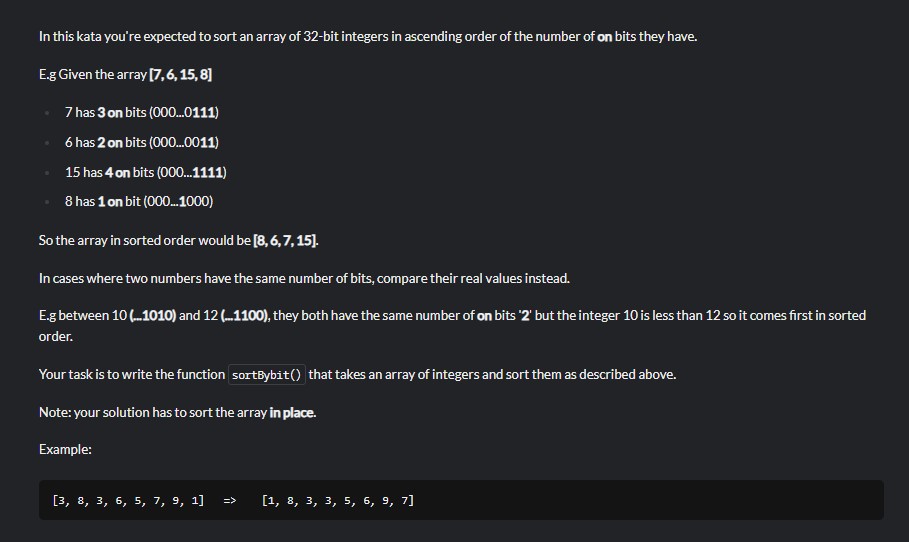 In this kata you're expected to sort an array of 32-bit integers in ascending order of the number of on bits they have.
E.g Given the array [7, 6, 15, 8]
7 has 3 on bits (000...0111)
6 has 2 on bits (000...0011)
15 has 4 on bits (000...1111)
8 has 1 on bit (000...1000)
So the array in sorted order would be [8, 6, 7, 15].
In cases where two numbers have the same number of bits, compare their real values instead.
E.g between 10 (...1010) and 12 (...1100), they both have the same number of on bits '2' but the integer 10 is less than 12 so it comes first in sorted
order.
Your task is to write the function sortBybit() that takes an array of integers and sort them as described above.
Note: your solution has to sort the array in place.
Example:
[3, 8, 3, 6, 5, 7, 9, 1] => [1, 8, 3, 3, 5, 6, 9, 7]